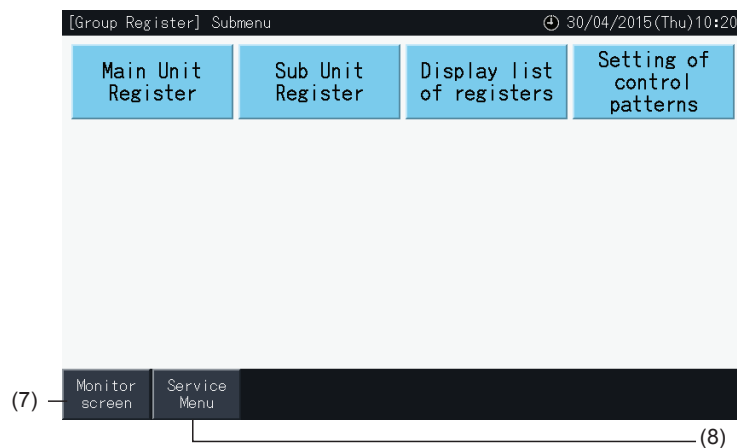 [Group Register] Submenu 30/04/2015(Thu)10:20
Main Unit
Register
Sub Unit
Register
Display list
of registers
Setting of
control
patterns
(7)
Monitor
screen
Service
Menu
(8)